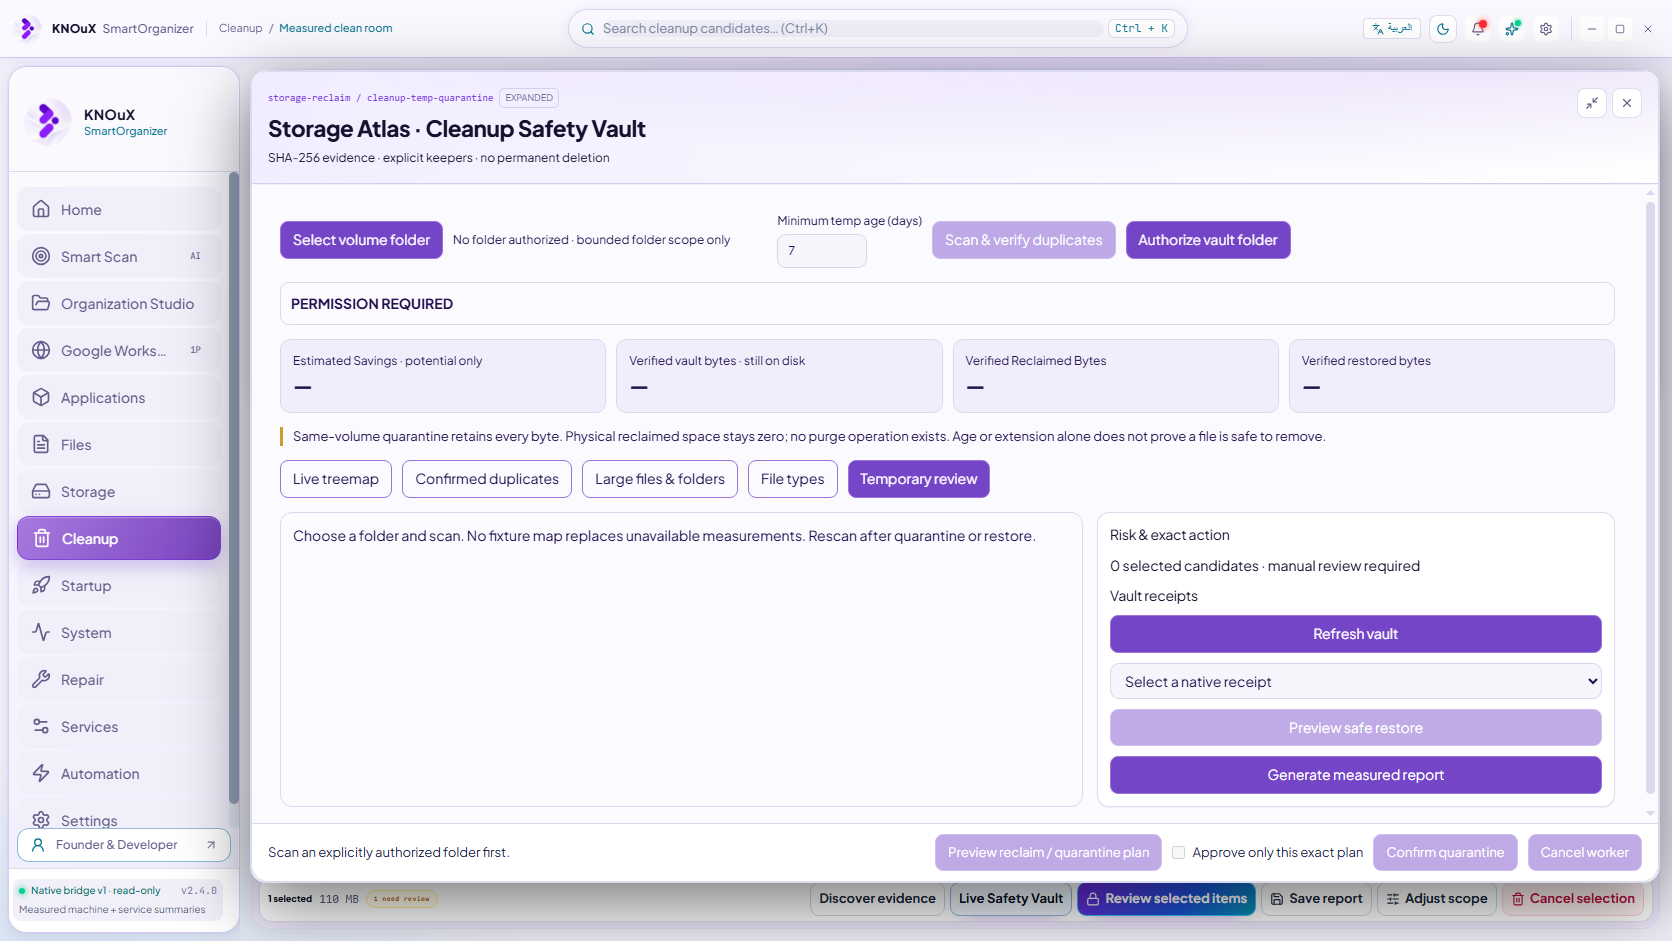 KNOuX SmartOrganizer
Cleanup / Measured clean room
Search cleanup candidates... (Ctrl+K)
Ctrl + K
العربية
KNOuX
SmartOrganizer
Home
Smart Scan AI
Organization Studio
Google Works... 1P
Applications
Files
Storage
Cleanup
Startup
System
Repair
Services
Automation
Settings
Founder & Developer
Native bridge v1 · read-only v2.4.0
Measured machine + service summaries
storage-reclaim / cleanup-temp-quarantine EXPANDED
Storage Atlas · Cleanup Safety Vault
SHA-256 evidence · explicit keepers · no permanent deletion
Select volume folder
No folder authorized · bounded folder scope only
Minimum temp age (days)
7
Scan & verify duplicates
Authorize vault folder
PERMISSION REQUIRED
Estimated Savings · potential only
—
Verified vault bytes · still on disk
—
Verified Reclaimed Bytes
—
Verified restored bytes
—
Same-volume quarantine retains every byte. Physical reclaimed space stays zero; no purge operation exists. Age or extension alone does not prove a file is safe to remove.
Live treemap
Confirmed duplicates
Large files & folders
File types
Temporary review
Choose a folder and scan. No fixture map replaces unavailable measurements. Rescan after quarantine or restore.
Risk & exact action
0 selected candidates · manual review required
Vault receipts
Refresh vault
Select a native receipt
Preview safe restore
Generate measured report
Scan an explicitly authorized folder first.
Preview reclaim / quarantine plan
Approve only this exact plan
Confirm quarantine
Cancel worker
1 selected 110 MB 1 need review
Discover evidence
Live Safety Vault
Review selected items
Save report
Adjust scope
Cancel selection